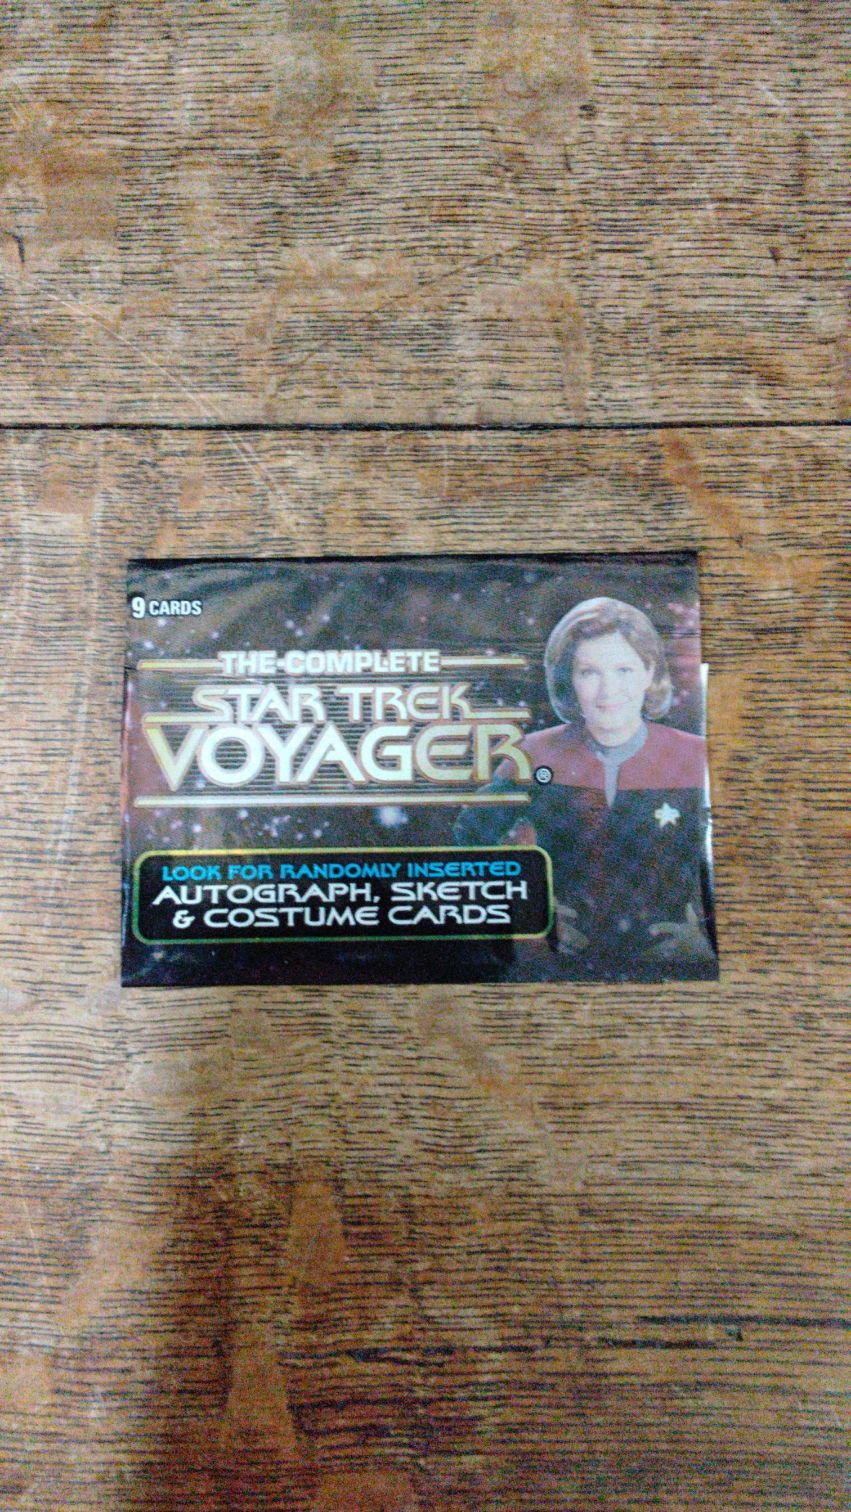 9 CARDS
THE COMPLETE
STAR TREK
VOYAGER®
LOOK FOR RANDOMLY INSERTED
AUTOGRAPH, SKETCH
& COSTUME CARDS